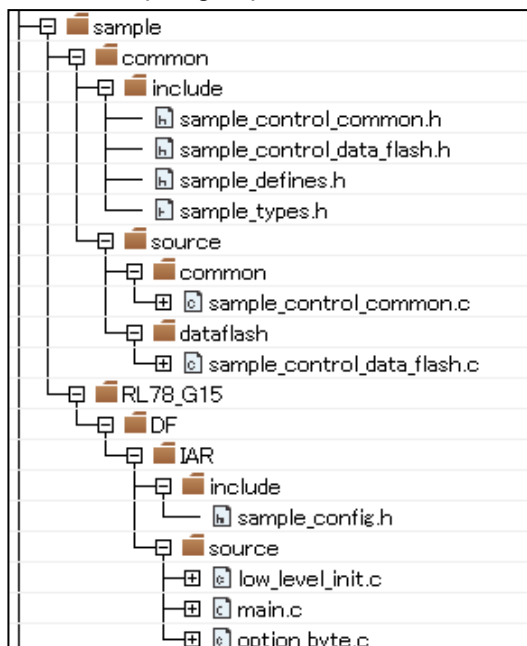 sample
common
include
sample_control_common.h
sample_control_data_flash.h
sample_defines.h
sample_types.h
source
common
sample_control_common.c
dataflash
sample_control_data_flash.c
RL78_G15
DF
IAR
include
sample_config.h
source
low_level_init.c
main.c
option_byte.c